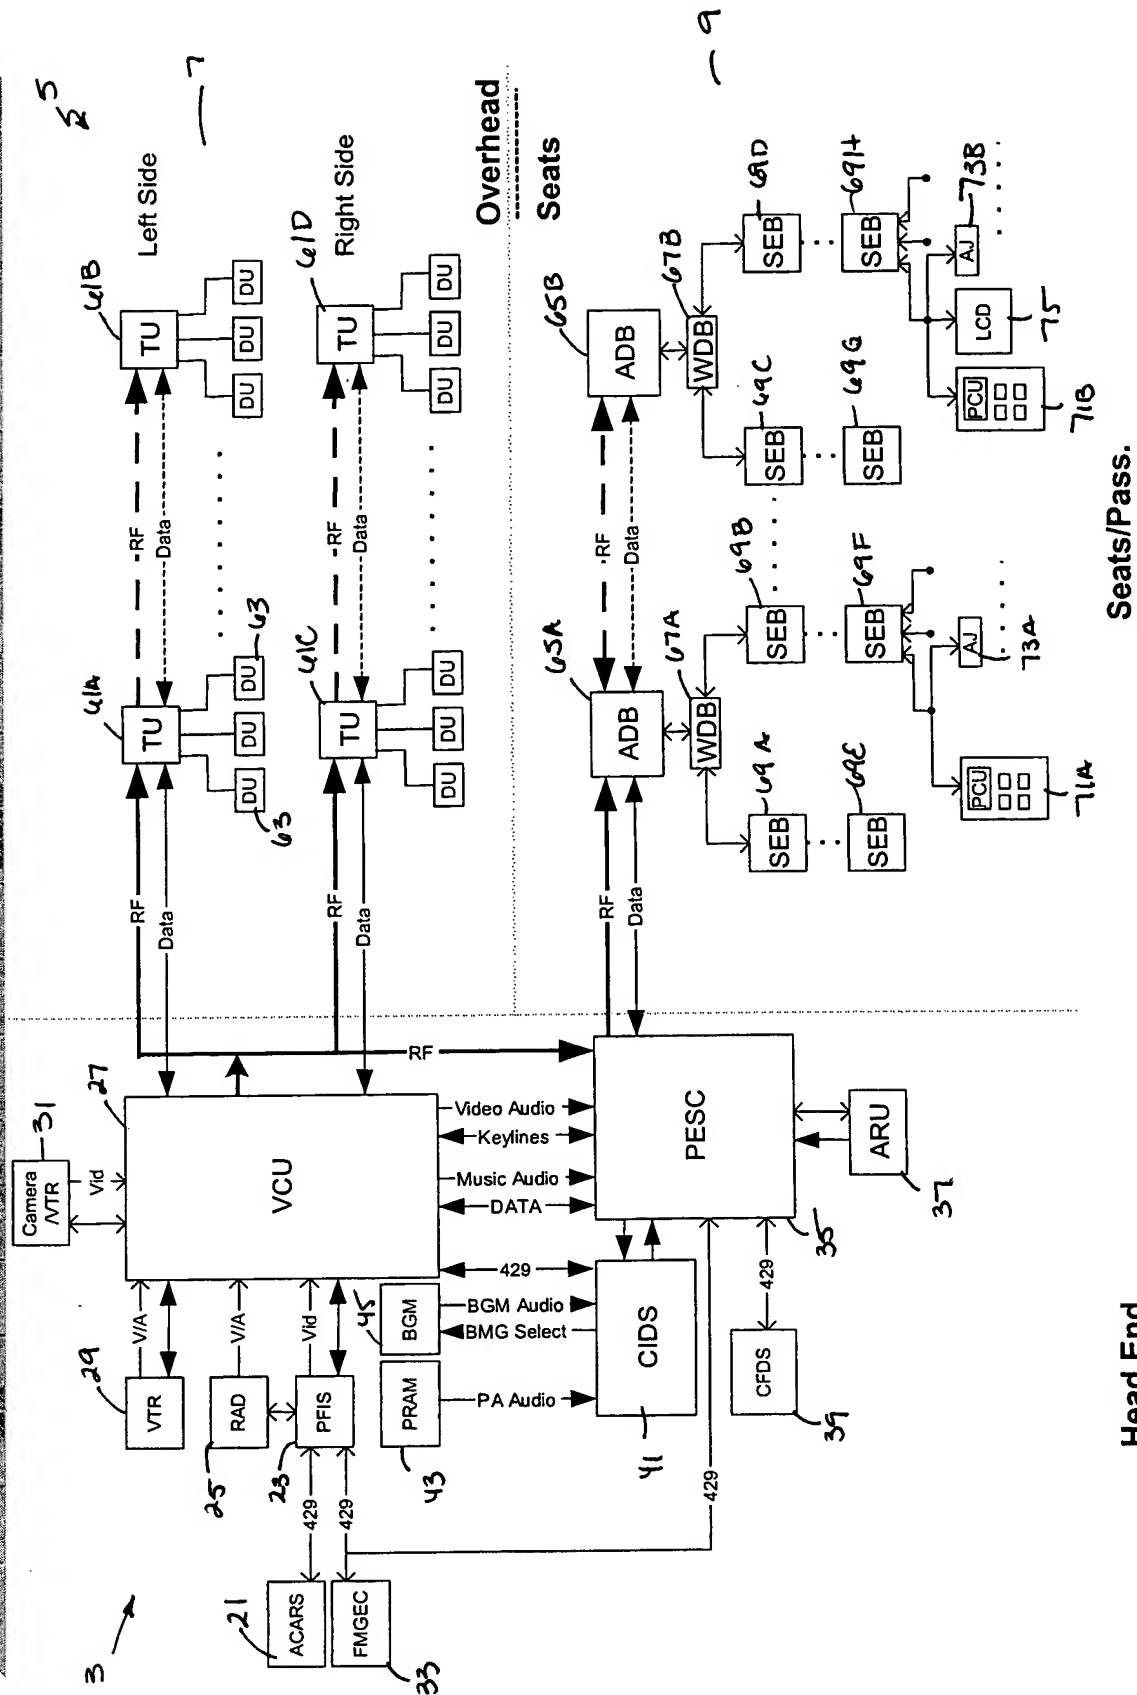 3
5
7
9
Left Side
Right Side
Overhead
Seats
Seats/Pass.
Head End
ACARS
21
FMGEC
33
429
429
429
VTR
29
RAD
25
PFIS
23
V/A
V/A
Vid
Camera
/VTR
31
Vid
VCU
27
BGM
45
PRAM
43
BGM Audio
BMG Select
PA Audio
429
CIDS
41
CFDS
39
429
Video Audio
Keylines
Music Audio
DATA
RF
PESC
35
ARU
37
RF
Data
RF
Data
RF
Data
TU
61A
DU
DU
DU
63
63
RF
Data
TU
61B
DU
DU
DU
TU
61C
DU
DU
DU
RF
Data
TU
61D
DU
DU
DU
ADB
65A
RF
Data
ADB
65B
WDB
67A
WDB
67B
SEB
69A
SEB
69B
SEB
69C
SEB
69D
SEB
69E
SEB
69F
SEB
69G
SEB
69H
PCU
71A
AJ
73A
PCU
71B
LCD
75
AJ
73B